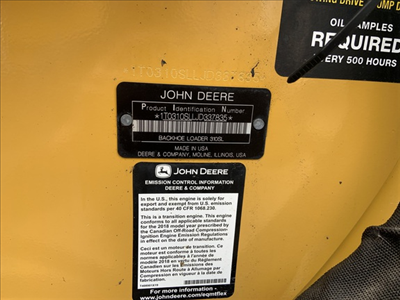 OIL SAMPLES
REQUIRED
EVERY 500 HOURS
JOHN DEERE
Product Identification Number
*1T0310SLLJD337835*
BACKHOE LOADER 310SL
MADE IN USA
DEERE & COMPANY, MOLINE, ILLINOIS, USA
JOHN DEERE
EMISSION CONTROL INFORMATION
DEERE & COMPANY
In the U.S., this engine is solely for
export and exempt from U.S. emission
standards per 40 CFR 1068.230.
This is a transition engine. This engine
conforms to all applicable standards
for the 2018 model year prescribed by
the Canadian Off-Road Compression-
Ignition Engine Emission Regulations
in effect on the day of its manufacture.
Ceci est un moteur de transition. Ce
moteur est conforme à toutes les
normes applicables à l'année de
modèle 2018 en vertu du Règlement
Canadien sur les Émissions des
Moteurs Hors Route à Allumage par
Compression en vigueur à la date de
sa fabrication.
http://www.
johndeere.com/eqmtflex